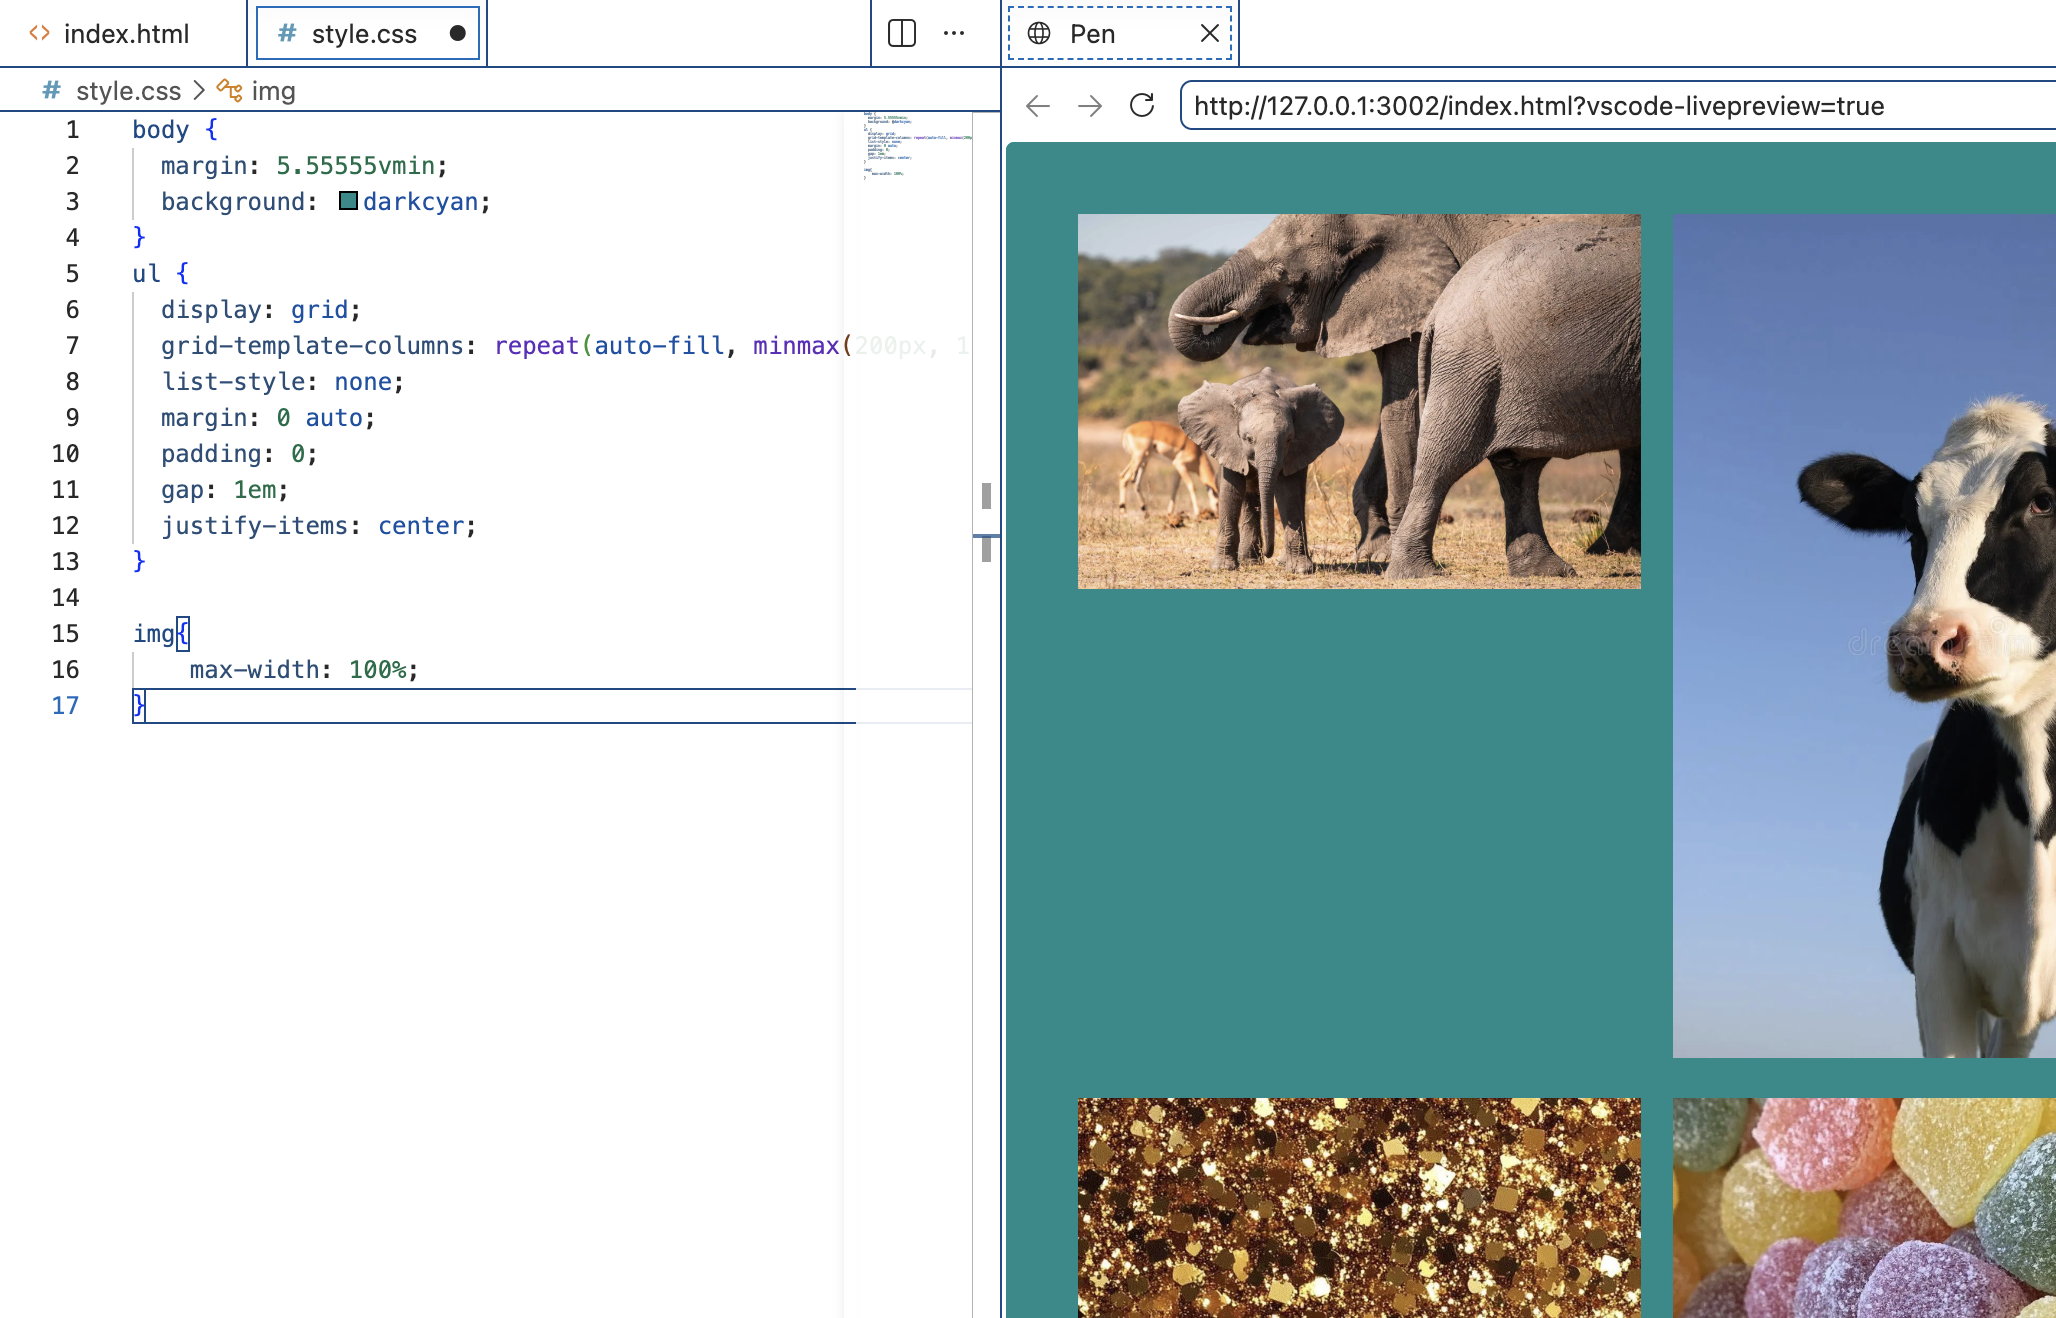 index.html
style.css
Pen
style.css > img
http://127.0.0.1:3002/index.html?vscode-livepreview=true
1 body {
2 margin: 5.55555vmin;
3 background: darkcyan;
4 }
5 ul {
6 display: grid;
7 grid-template-columns: repeat(auto-fill, minmax(200px, 1
8 list-style: none;
9 margin: 0 auto;
10 padding: 0;
11 gap: 1em;
12 justify-items: center;
13 }
14
15 img{
16 max-width: 100%;
17 }